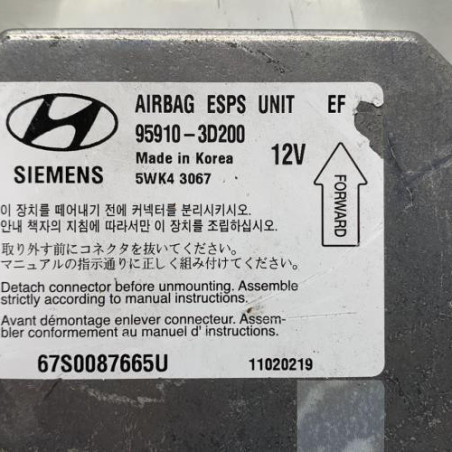 AIRBAG ESPS UNIT EF
95910-3D200
Made in Korea 12V
SIEMENS 5WK4 3067
FORWARD
이 장치를 떼어내기 전에 커넥터를 분리시키시오.
안내 책자의 지침에 따라서만 이 장치를 조립하십시오.
取り外す前にコネクタを抜いてください。
マニュアルの指示通りに正しく組み付けてください。
Detach connector before unmounting. Assemble
strictly according to manual instructions.
Avant démontage enlever connecteur. Assem-
bler conformement au manuel d' instructions.
67S0087665U 11020219